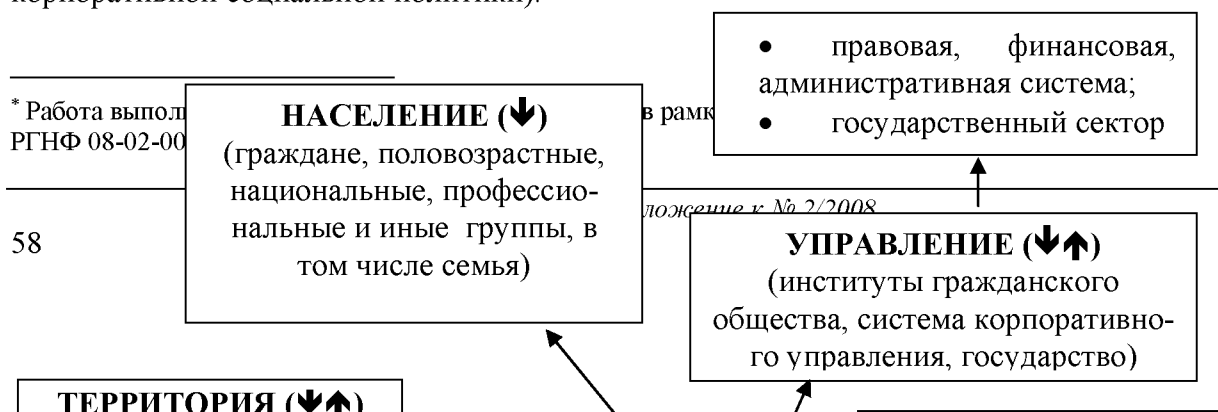 корпоративной социальной политики).
• правовая, финансовая,
административная система;
• государственный сектор
* Работа выпол
в рамк
РГНФ 08-02-00
НАСЕЛЕНИЕ (🡻)
(граждане, половозрастные,
национальные, профессио-
нальные и иные группы, в
том числе семья)
ложение к № 2/2008
58
УПРАВЛЕНИЕ (🡻🡹)
(институты гражданского
общества, система корпоративно-
го управления, государство)
ТЕРРИТОРИЯ (🡻🡹)